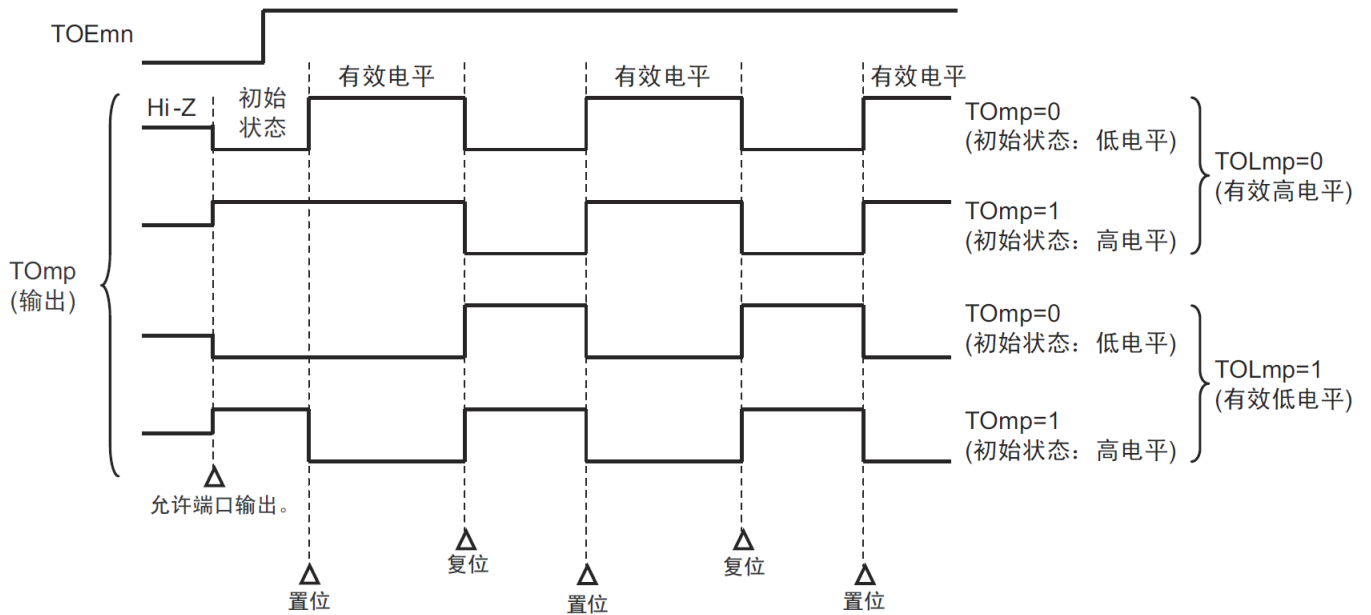 TOEmn
有效电平
有效电平
有效电平
Hi-Z
初始
状态
TOmp=0
(初始状态：低电平)
TOLmp=0
(有效高电平)
TOmp=1
(初始状态：高电平)
TOmp
(输出)
TOmp=0
(初始状态：低电平)
TOLmp=1
(有效低电平)
TOmp=1
(初始状态：高电平)
允许端口输出。
复位
复位
置位
置位
置位